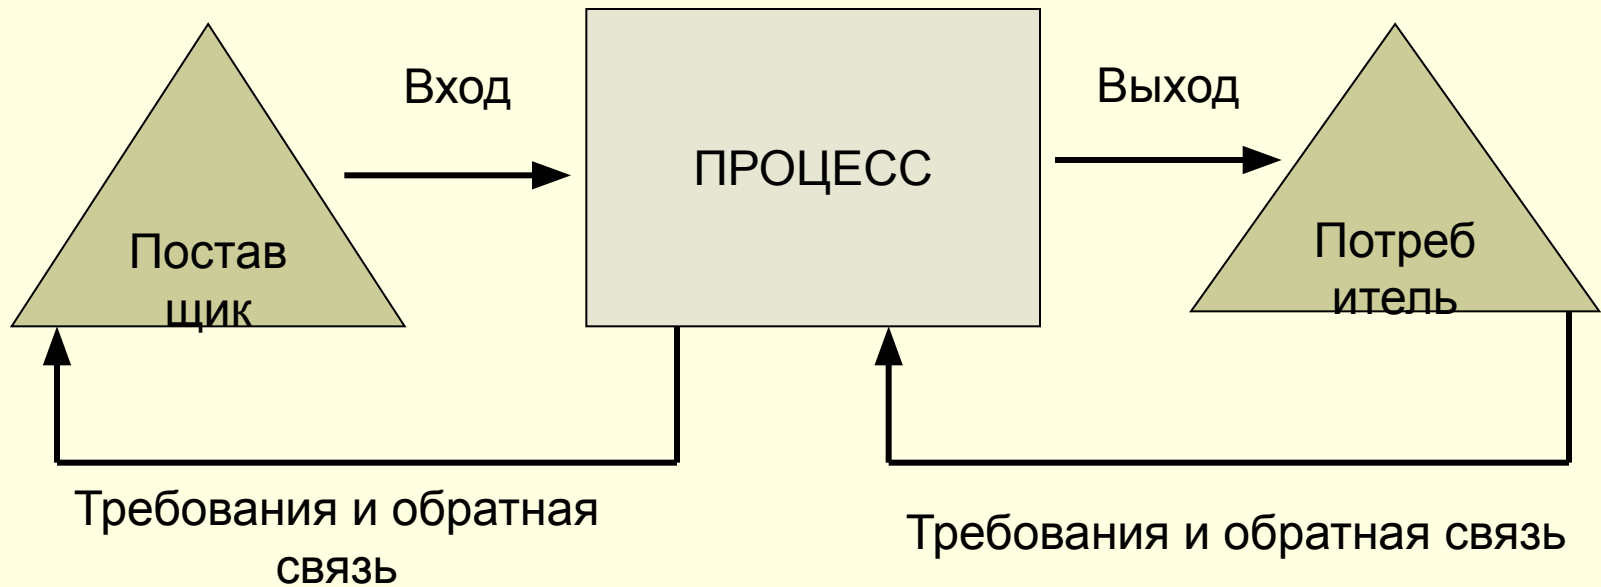 Вход
Выход
ПРОЦЕСС
Постав
щик
Потреб
итель
Требования и обратная
связь
Требования и обратная связь